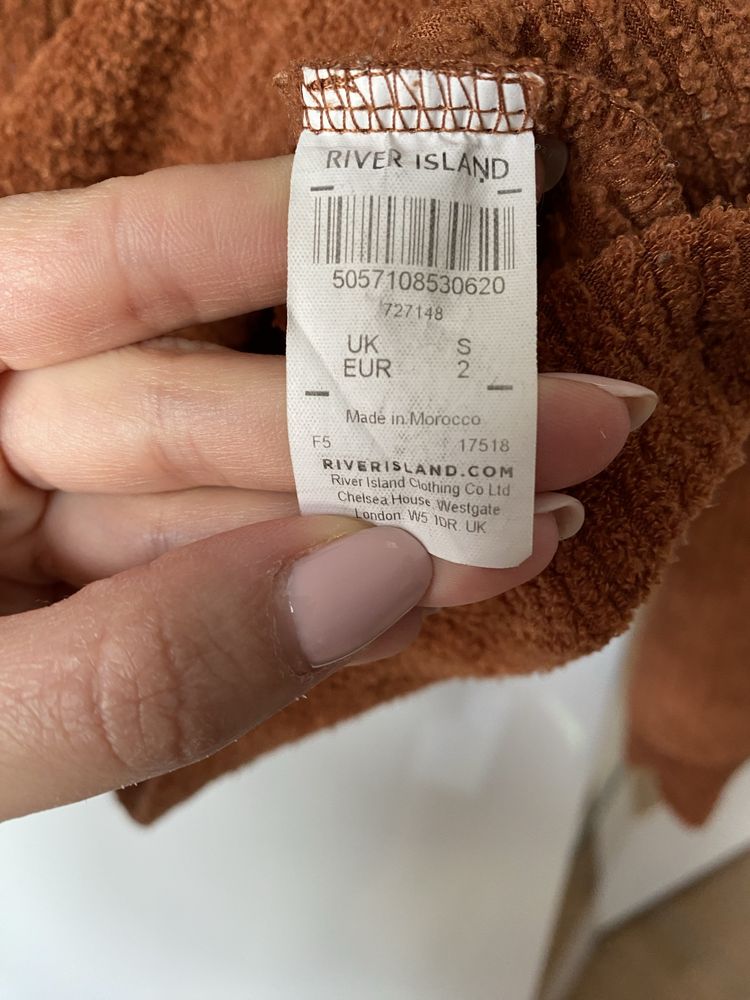 RIVER ISLAND
5057108530620
727148
UK S
EUR 2
Made in Morocco
F5 17518
RIVERISLAND.COM
River Island Clothing Co Ltd
Chelsea House Westgate
London. W5 1DR. UK